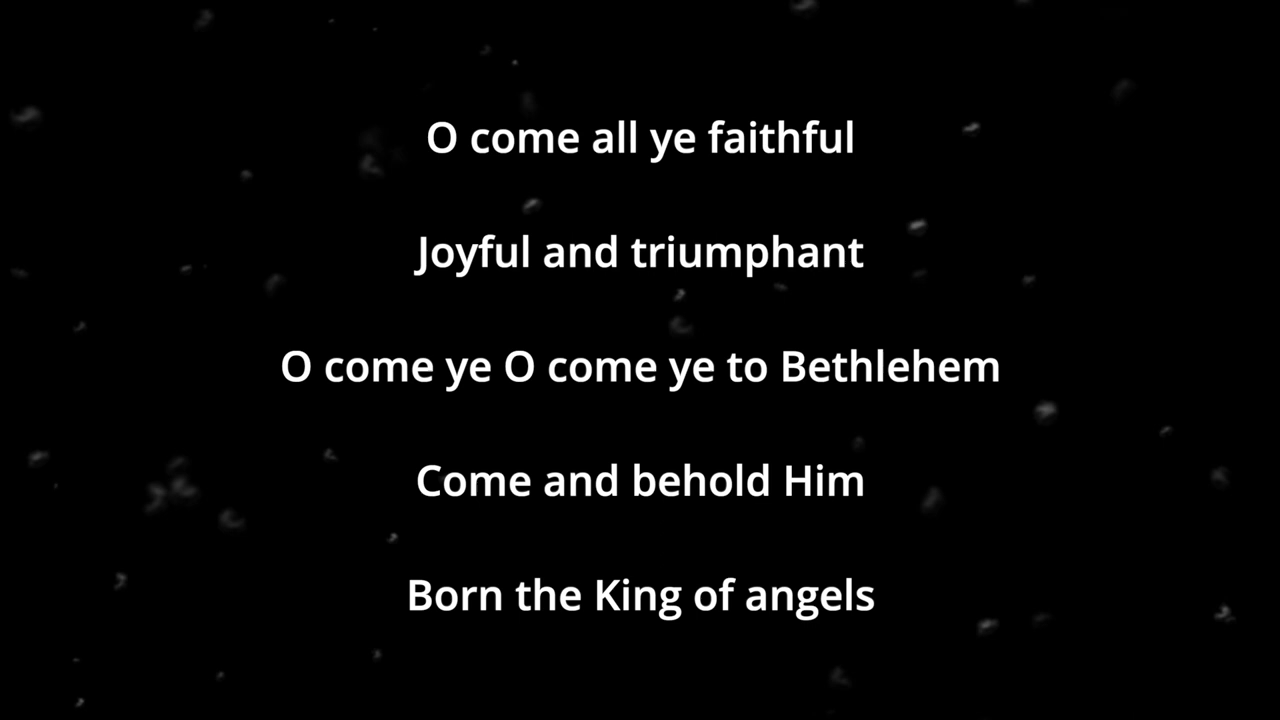 O come all ye faithful
Joyful and triumphant
O come ye O come ye to Bethlehem
Come and behold Him
Born the King of angels